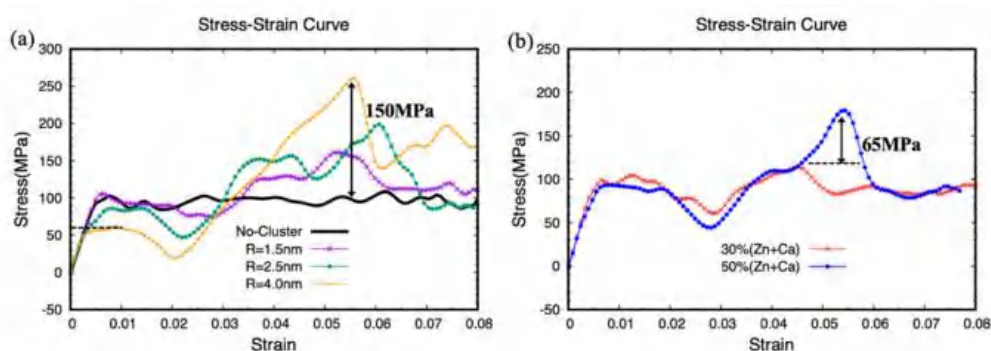 (a)
Stress-Strain Curve
Stress(MPa)
300
250
200
150
100
50
0
-50
150MPa
No-Cluster
R=1.5nm
R=2.5nm
R=4.0nm
0 0.01 0.02 0.03 0.04 0.05 0.06 0.07 0.08
Strain
(b)
Stress-Strain Curve
Stress(MPa)
250
200
150
100
50
0
-50
65MPa
30%(Zn+Ca)
50%(Zn+Ca)
0 0.01 0.02 0.03 0.04 0.05 0.06 0.07 0.08
Strain